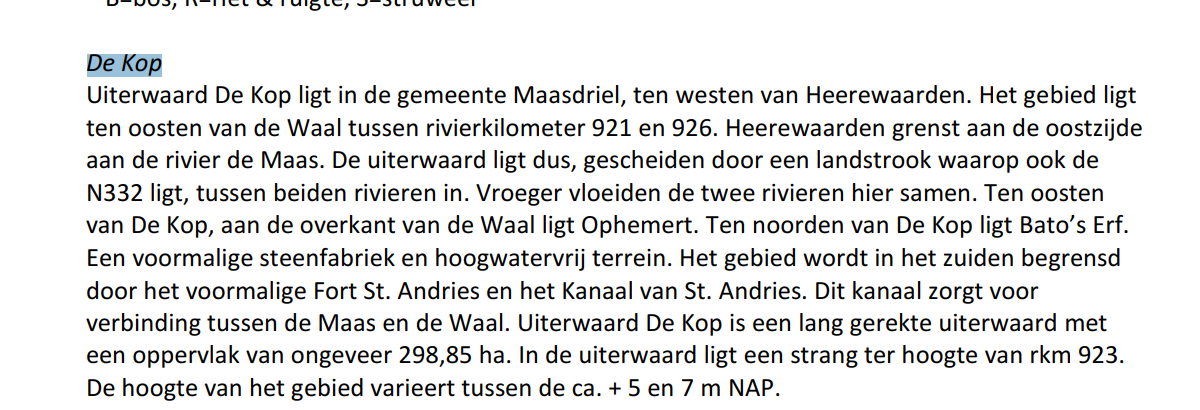 B=bos, R=riet & ruigte, S=struweel
De Kop
Uiterwaard De Kop ligt in de gemeente Maasdriel, ten westen van Heerewaarden. Het gebied ligt
ten oosten van de Waal tussen rivierkilometer 921 en 926. Heerewaarden grenst aan de oostzijde
aan de rivier de Maas. De uiterwaard ligt dus, gescheiden door een landstrook waarop ook de
N332 ligt, tussen beiden rivieren in. Vroeger vloeiden de twee rivieren hier samen. Ten oosten
van De Kop, aan de overkant van de Waal ligt Ophemert. Ten noorden van De Kop ligt Bato’s Erf.
Een voormalige steenfabriek en hoogwatervrij terrein. Het gebied wordt in het zuiden begrensd
door het voormalige Fort St. Andries en het Kanaal van St. Andries. Dit kanaal zorgt voor
verbinding tussen de Maas en de Waal. Uiterwaard De Kop is een lang gerekte uiterwaard met
een oppervlak van ongeveer 298,85 ha. In de uiterwaard ligt een strang ter hoogte van rkm 923.
De hoogte van het gebied varieert tussen de ca. + 5 en 7 m NAP.